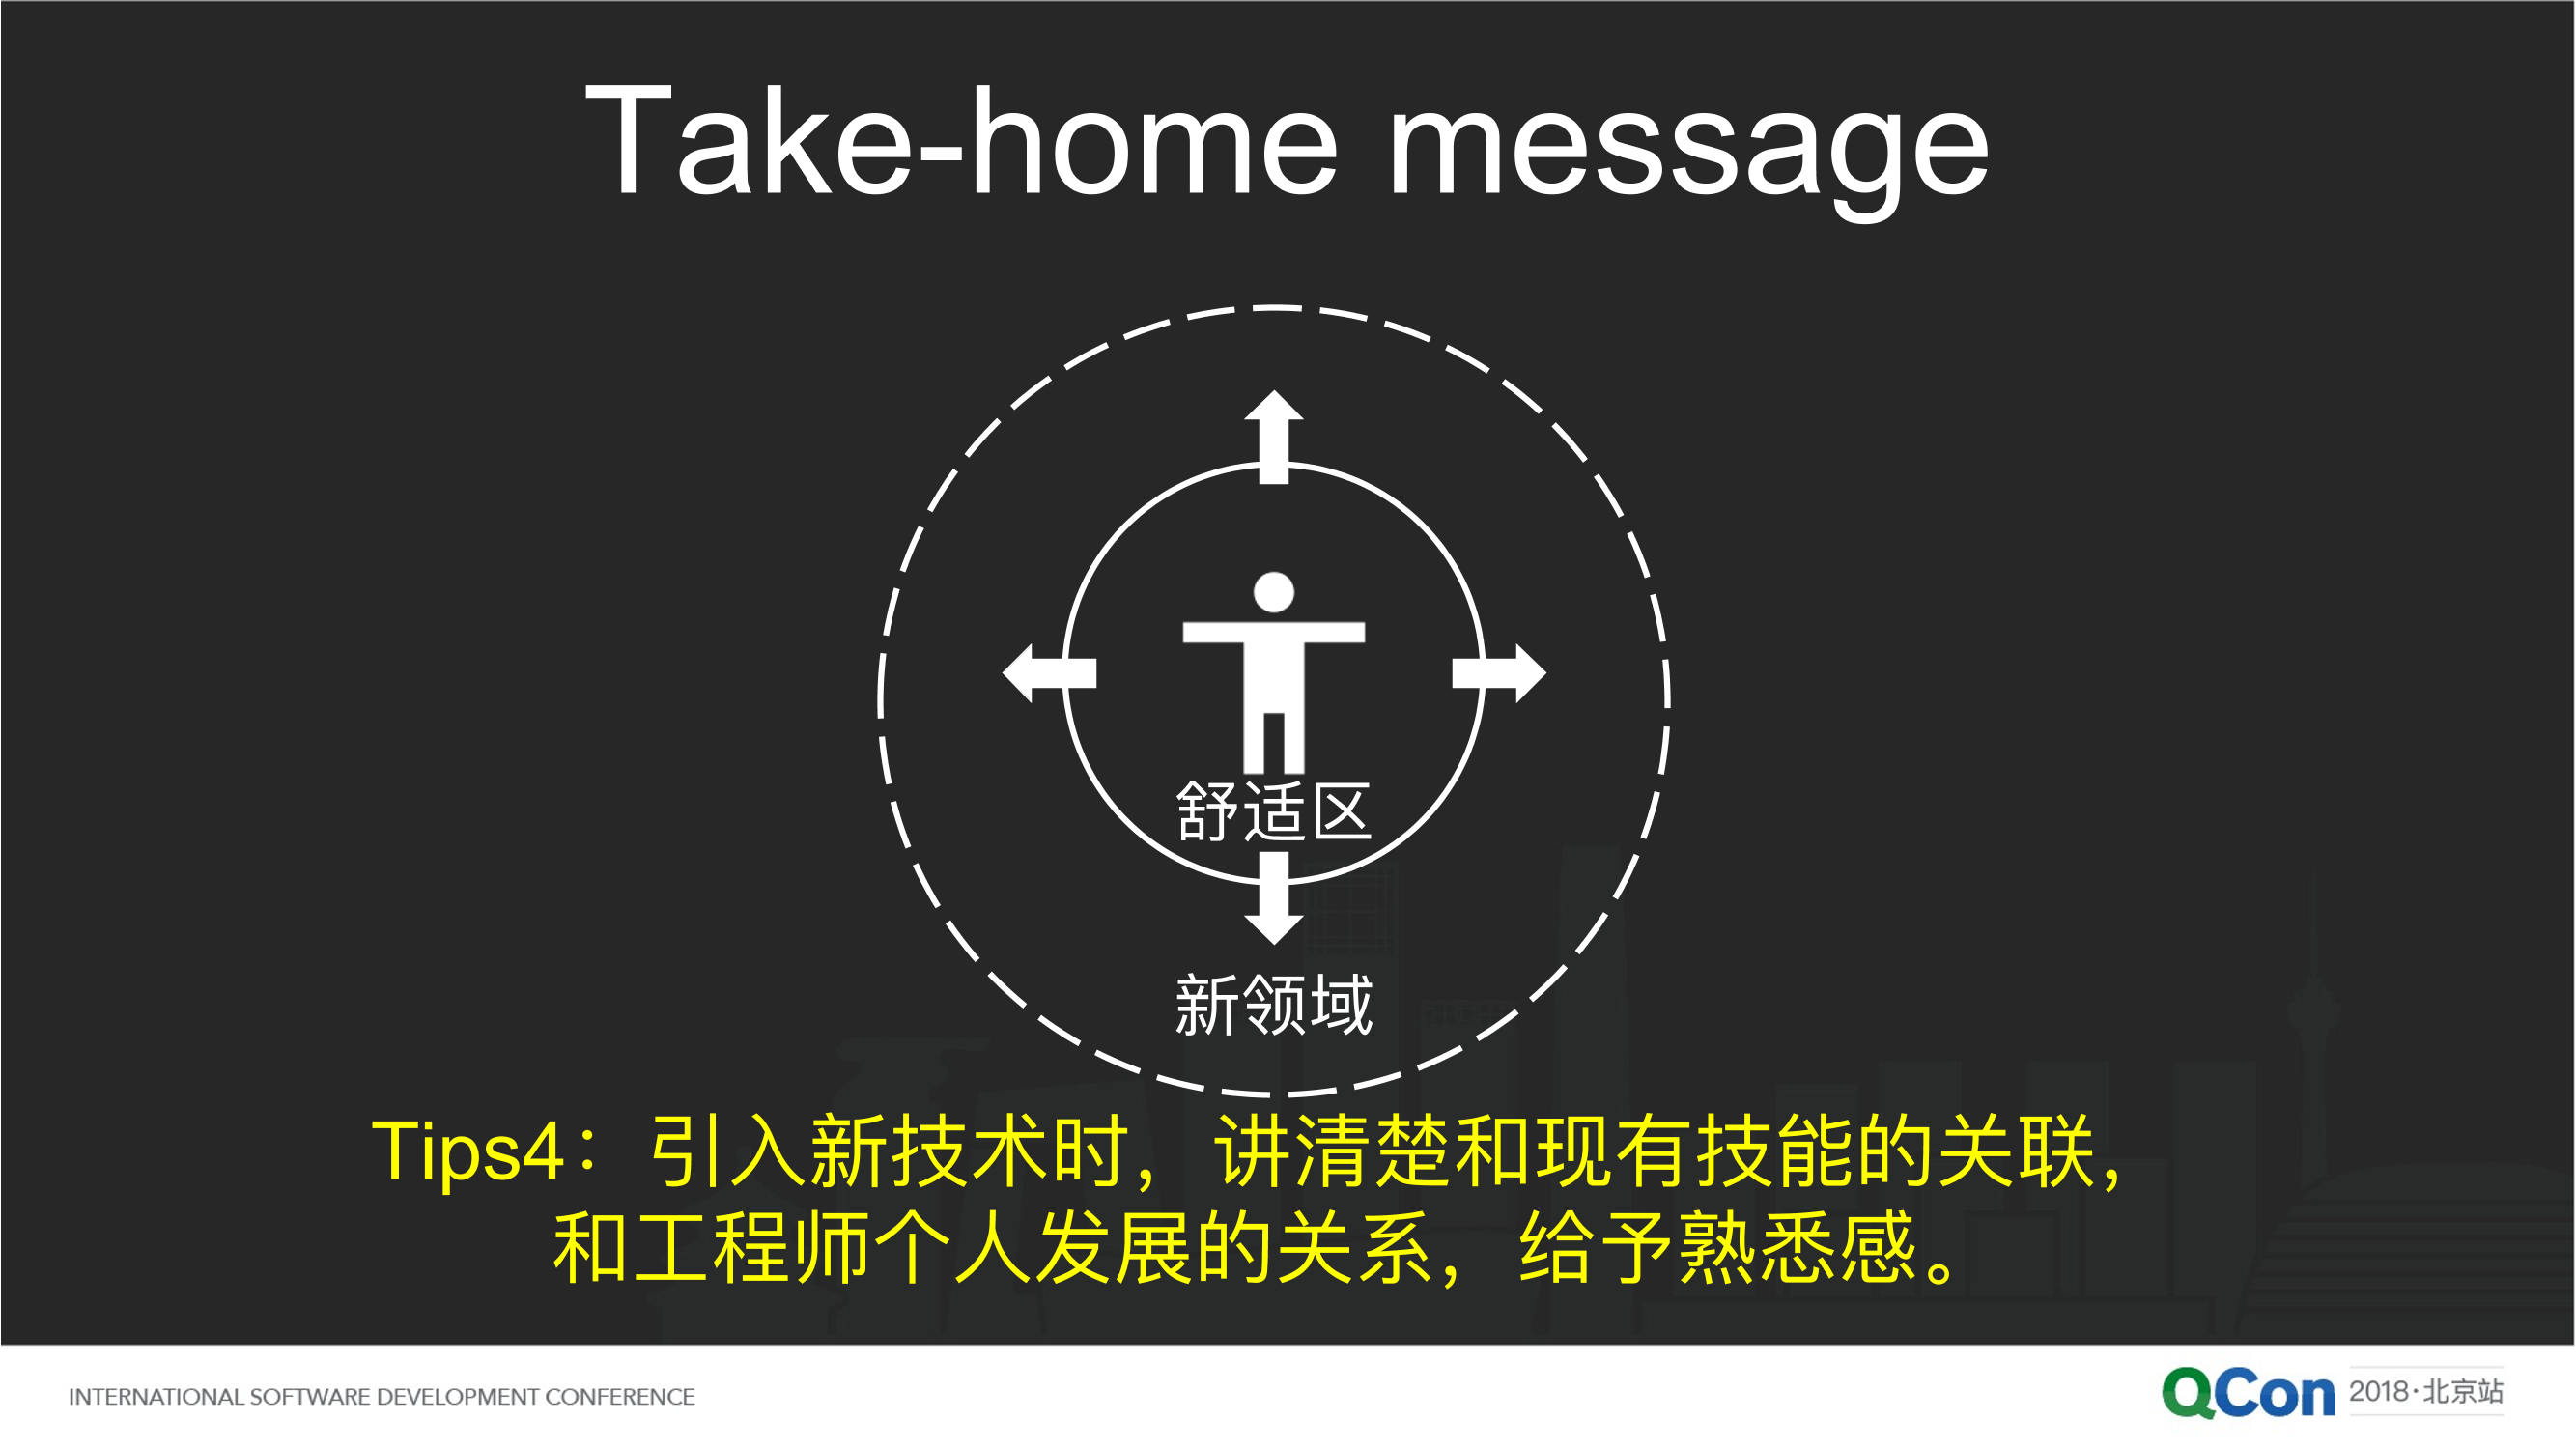 Take-home message
舒适区
新领域
Tips4：引入新技术时，讲清楚和现有技能的关联，
和工程师个人发展的关系，给予熟悉感。
INTERNATIONAL SOFTWARE DEVELOPMENT CONFERENCE
QCon 2018·北京站